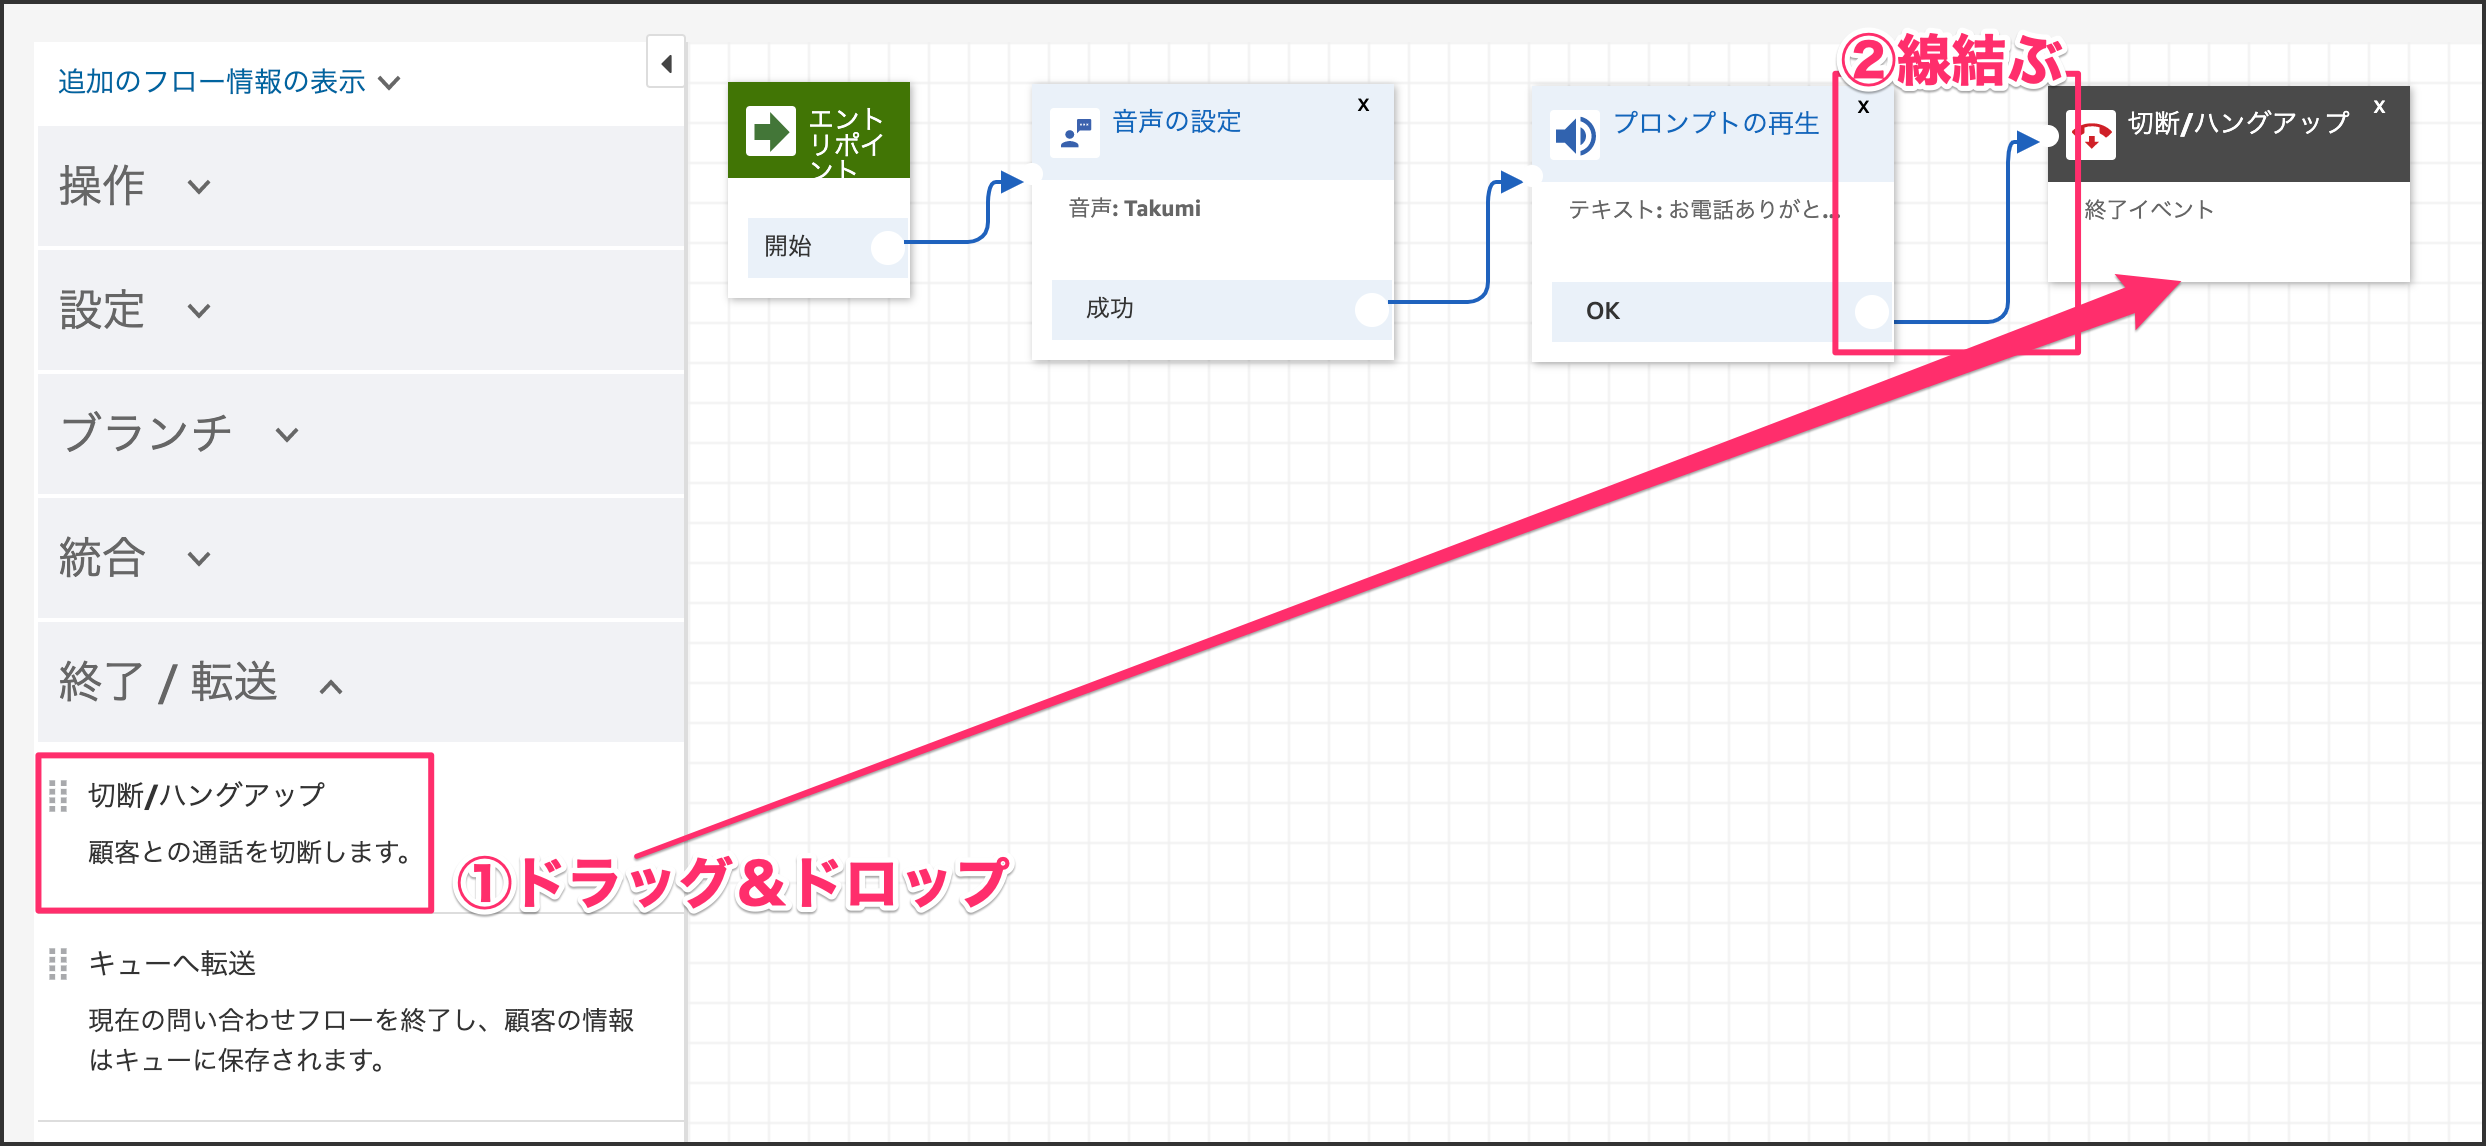 追加のフロー情報の表示
操作
設定
ブランチ
統合
終了 / 転送
切断/ハングアップ
顧客との通話を切断します。
キューへ転送
現在の問い合わせフローを終了し、顧客の情報
はキューに保存されます。
①ドラッグ&ドロップ
②線結ぶ
エント
リポイ
ント
開始
音声の設定
x
音声: Takumi
成功
プロンプトの再生
x
テキスト: お電話ありがと...
OK
切断/ハングアップ
x
終了イベント